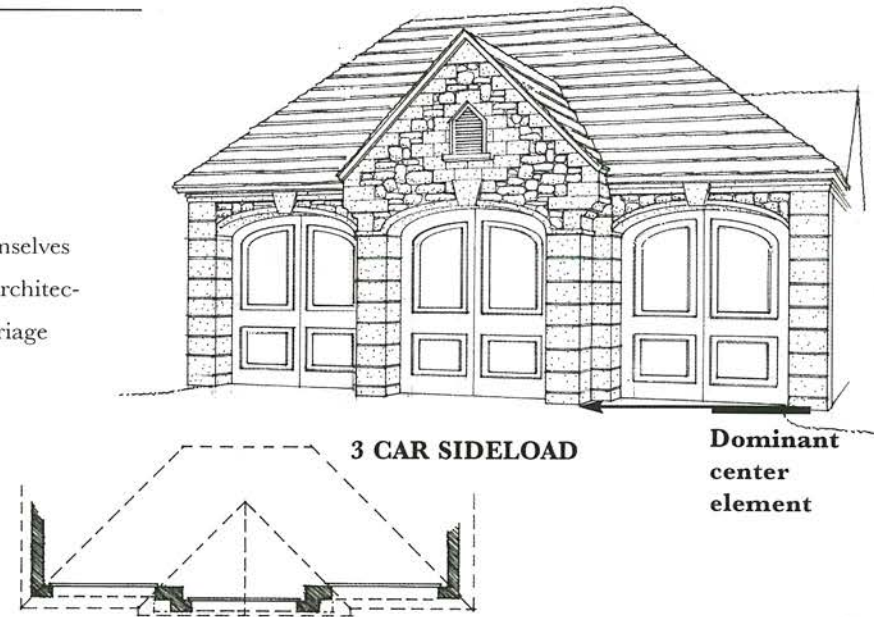 nselves
rchitec-
riage
3 CAR SIDELOAD
Dominant
center
element